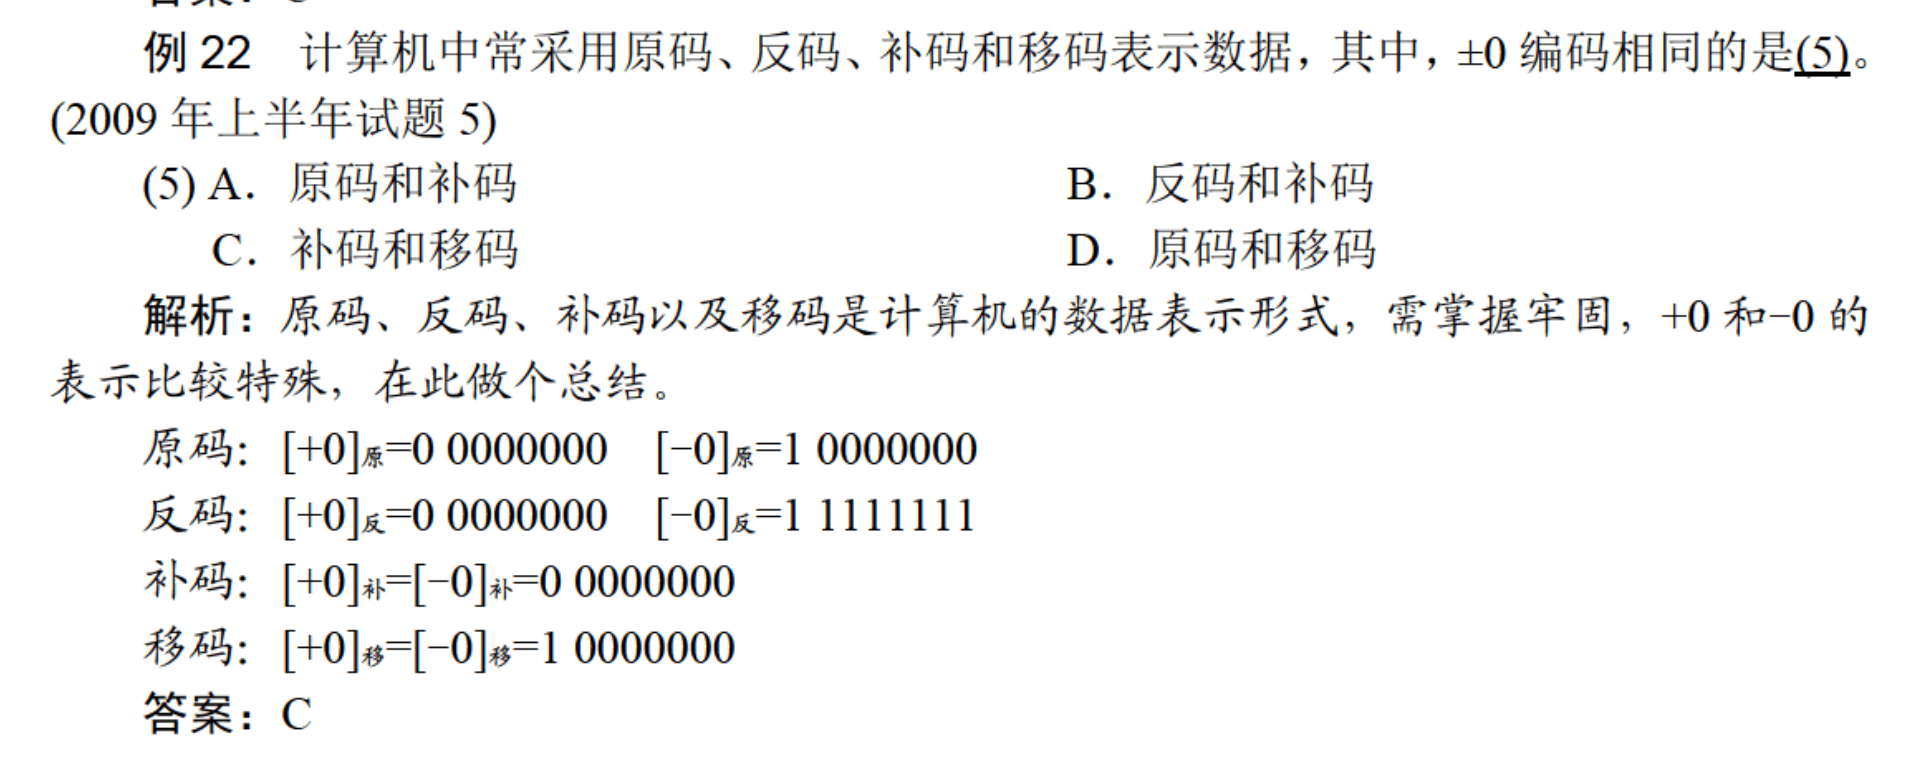 例 22 计算机中常采用原码、反码、补码和移码表示数据，其中，±0 编码相同的是(5)。
(2009 年上半年试题 5)
(5) A．原码和补码 B．反码和补码
C．补码和移码 D．原码和移码
解析：原码、反码、补码以及移码是计算机的数据表示形式，需掌握牢固，+0 和−0 的
表示比较特殊，在此做个总结。
原码：[+0]原=0 0000000 [−0]原=1 0000000
反码：[+0]反=0 0000000 [−0]反=1 1111111
补码：[+0]补=[−0]补=0 0000000
移码：[+0]移=[−0]移=1 0000000
答案：C